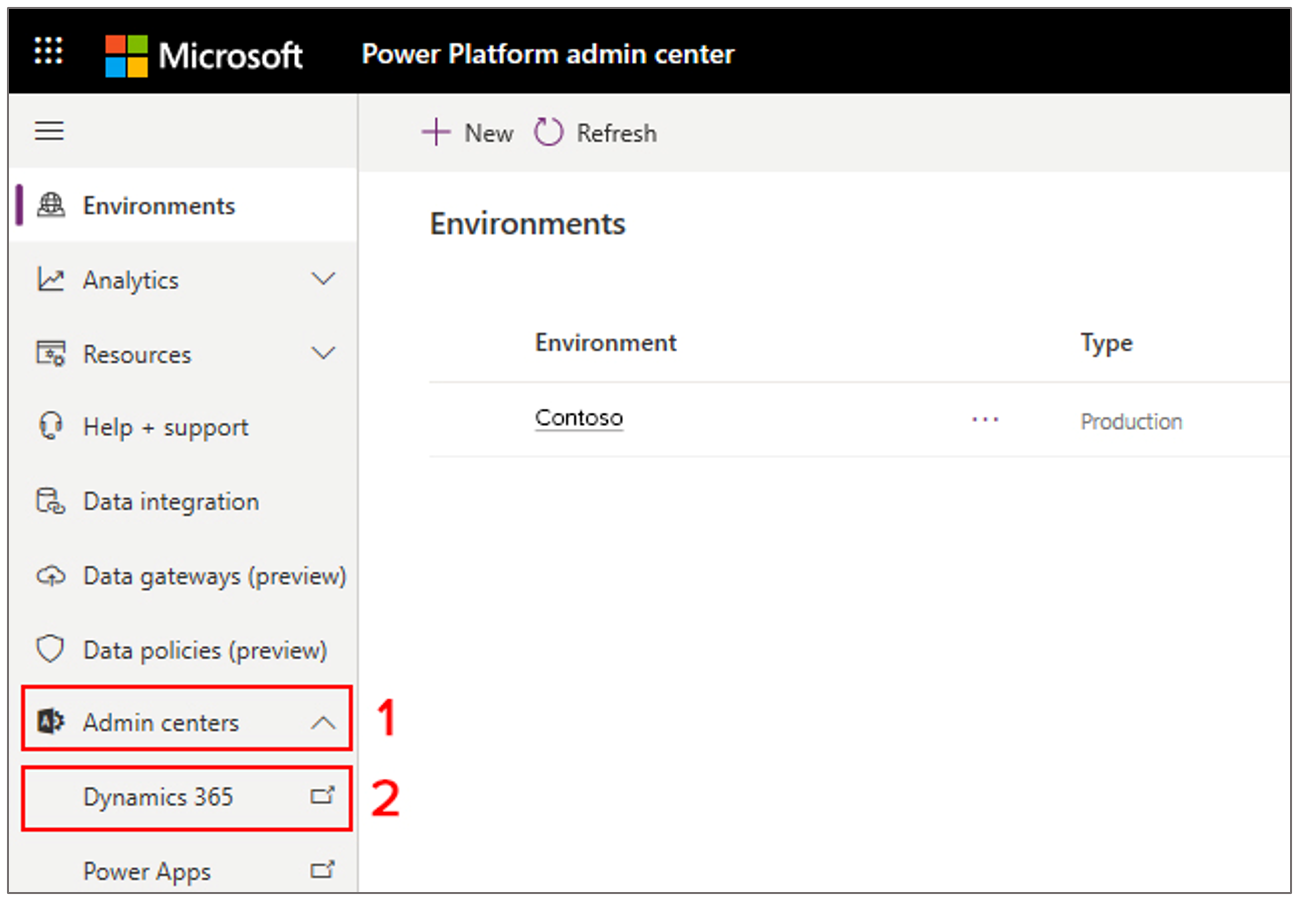 Microsoft Power Platform admin center
New Refresh
Environments
Analytics
Resources
Help + support
Data integration
Data gateways (preview)
Data policies (preview)
Admin centers 1
Dynamics 365 2
Power Apps
Environments
Environment Type
Contoso ... Production